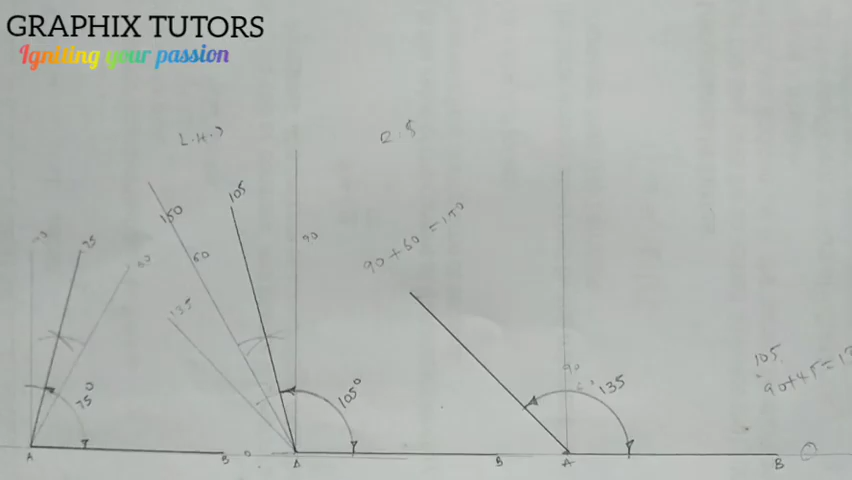 GRAPHIX TUTORS
Igniting your passion
L.H.S
R.S
105
150
60
135
90
90
75
60
90+60=150
75°
105°
90
135
105
90+45=13
A
B
A
B
A
B